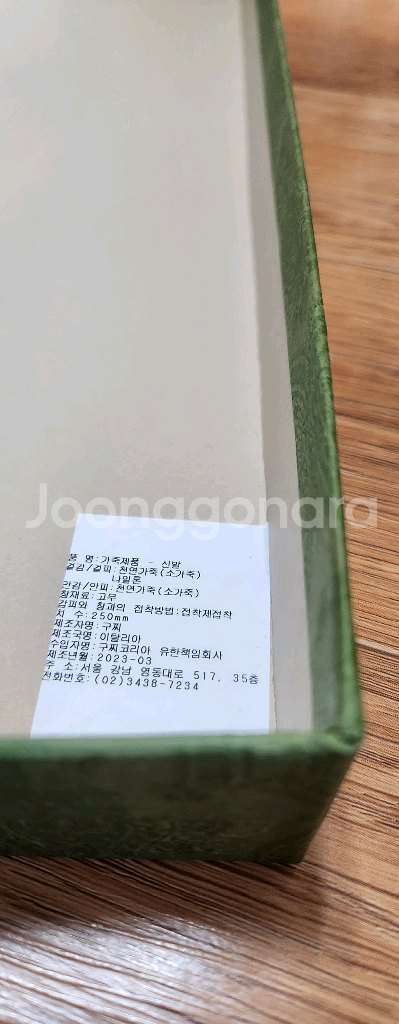 Joonggonara
품 명:가죽제품 - 신발
겉감/겉피:천연가죽(소가죽)
나일론
안감/안피:천연가죽(소가죽)
창재료:고무
갑피와 창과의 접착방법:접착제접착
치 수:250mm
제조자명:구찌
제조국명:이탈리아
수입자명:구찌코리아 유한책임회사
제조년월:2023-03
주 소:서울 강남 영동대로 517, 35층
전화번호:(02)3438-7234